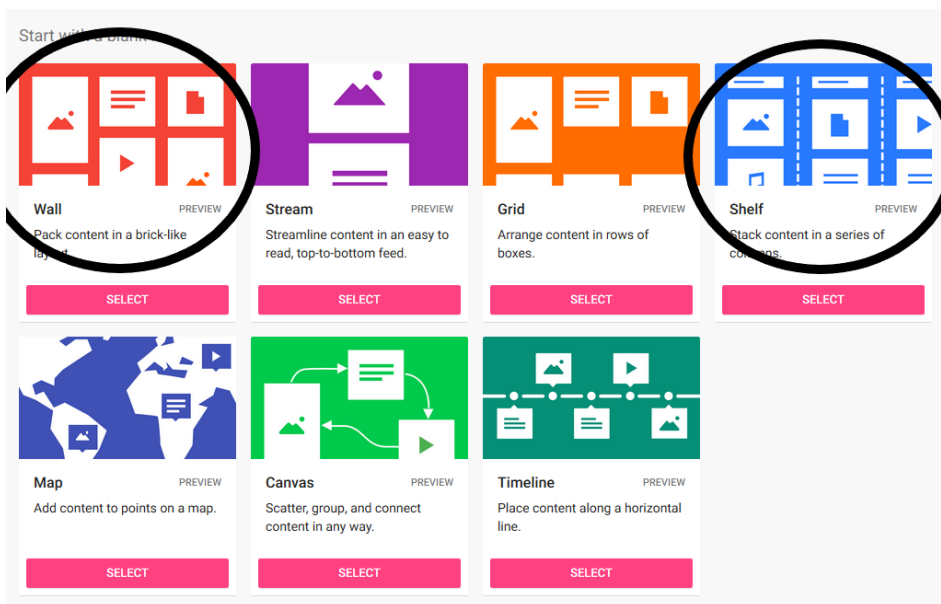 Start with a blank
Wall PREVIEW
Pack content in a brick-like
layout.
SELECT
Stream PREVIEW
Streamline content in an easy to
read, top-to-bottom feed.
SELECT
Grid PREVIEW
Arrange content in rows of
boxes.
SELECT
Shelf PREVIEW
Stack content in a series of
columns.
SELECT
Map PREVIEW
Add content to points on a map.
SELECT
Canvas PREVIEW
Scatter, group, and connect
content in any way.
SELECT
Timeline PREVIEW
Place content along a horizontal
line.
SELECT